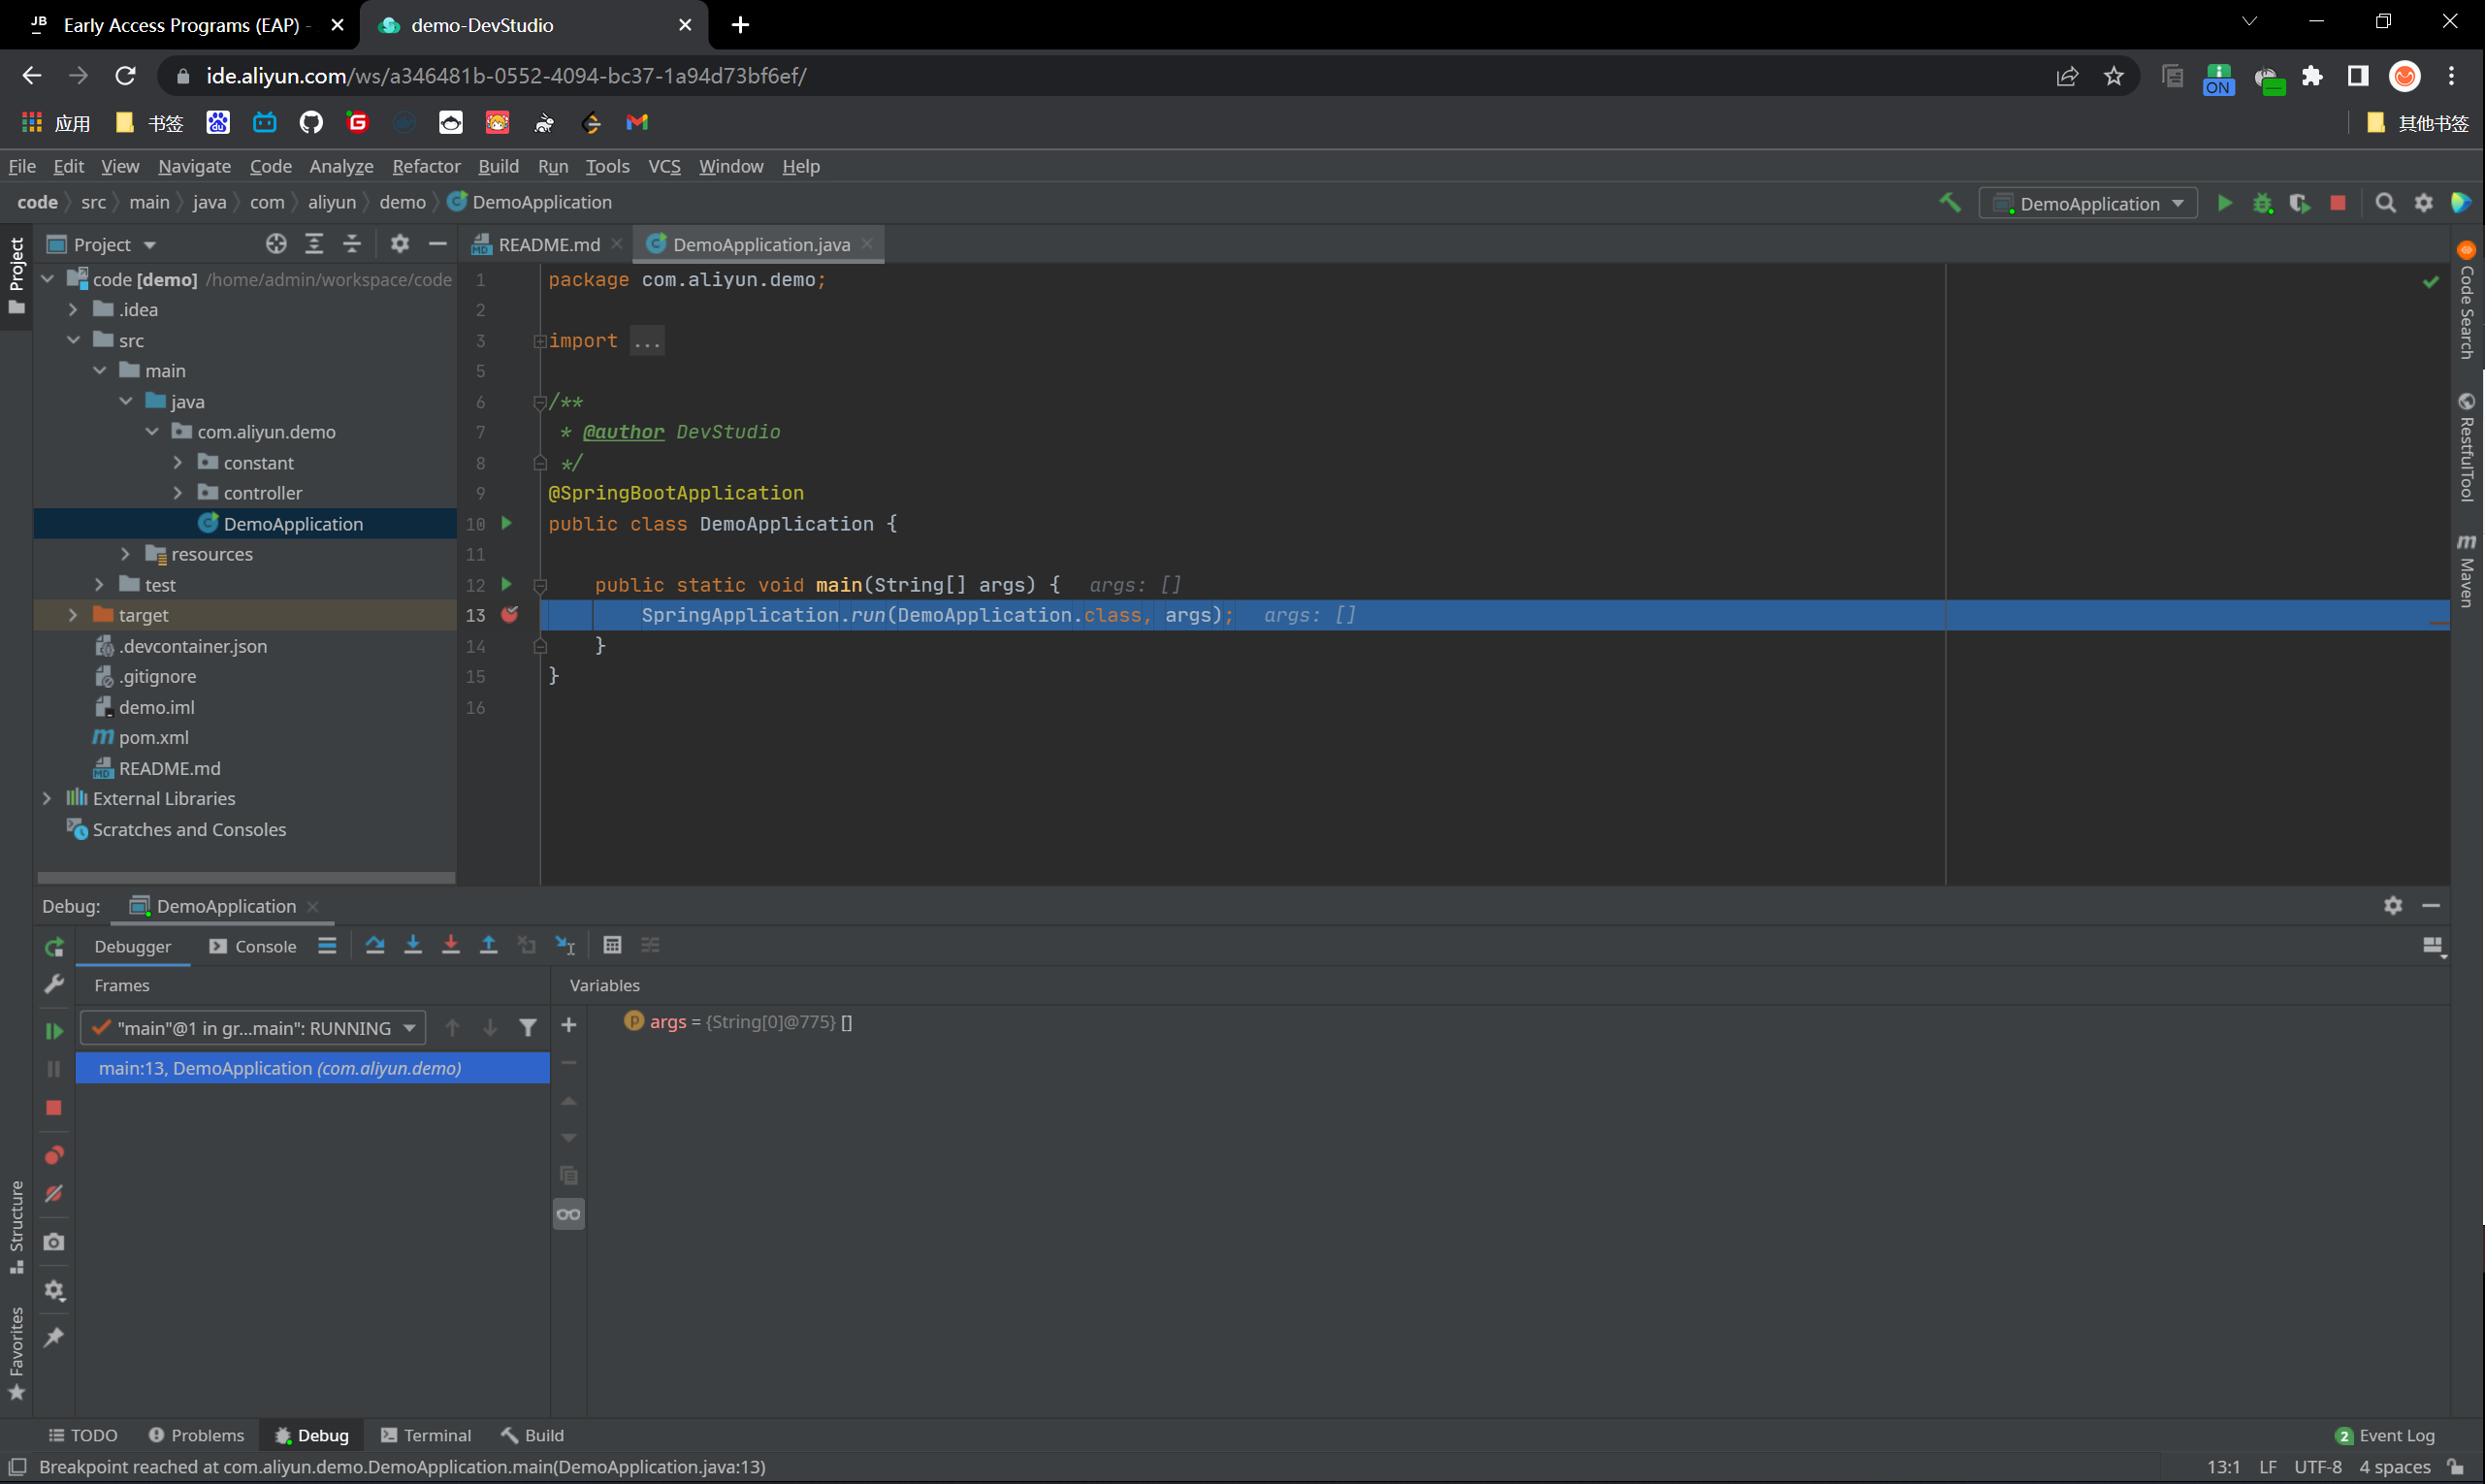 Early Access Programs (EAP) -
demo-DevStudio
ide.aliyun.com/ws/a346481b-0552-4094-bc37-1a94d73bf6ef/
应用 书签 其他书签
File Edit View Navigate Code Analyze Refactor Build Run Tools VCS Window Help
code src main java com aliyun demo DemoApplication
DemoApplication
Project
Project
README.md
DemoApplication.java
code [demo] /home/admin/workspace/code
.idea
src
main
java
com.aliyun.demo
constant
controller
DemoApplication
resources
test
target
.devcontainer.json
.gitignore
demo.iml
pom.xml
README.md
External Libraries
Scratches and Consoles
1 package com.aliyun.demo;
2
3 import ...
5
6 /**
7 * @author DevStudio
8 */
9 @SpringBootApplication
10 public class DemoApplication {
11
12 public static void main(String[] args) { args: []
13 SpringApplication.run(DemoApplication.class, args); args: []
14 }
15 }
16
Code Search
RestfulTool
Maven
Debug: DemoApplication
Debugger Console
Frames
Variables
"main"@1 in gr...main": RUNNING
args = {String[0]@775} []
main:13, DemoApplication (com.aliyun.demo)
Structure
Favorites
TODO Problems Debug Terminal Build
2 Event Log
Breakpoint reached at com.aliyun.demo.DemoApplication.main(DemoApplication.java:13)
13:1 LF UTF-8 4 spaces